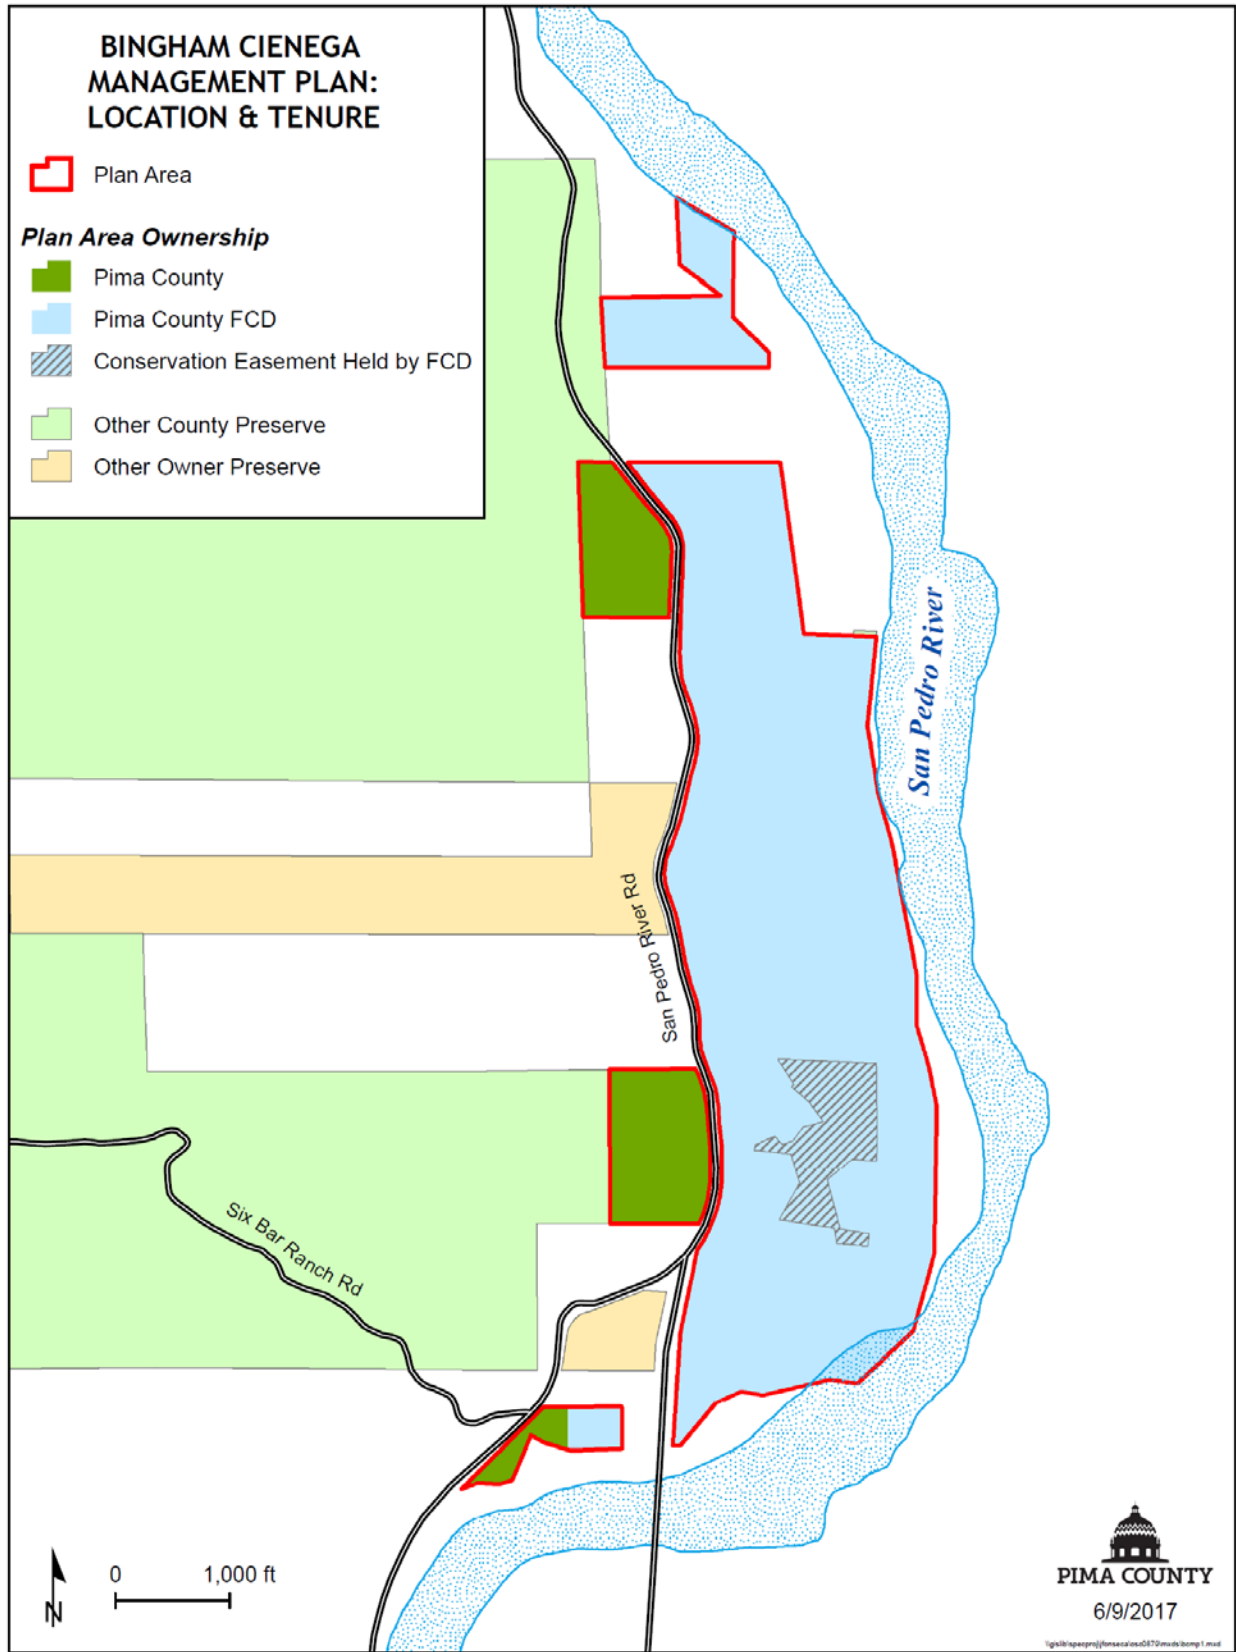 BINGHAM CIENEGA
MANAGEMENT PLAN:
LOCATION & TENURE
Plan Area
Plan Area Ownership
Pima County
Pima County FCD
Conservation Easement Held by FCD
Other County Preserve
Other Owner Preserve
San Pedro River
San Pedro River Rd
Six Bar Ranch Rd
N
0 1,000 ft
PIMA COUNTY
6/9/2017